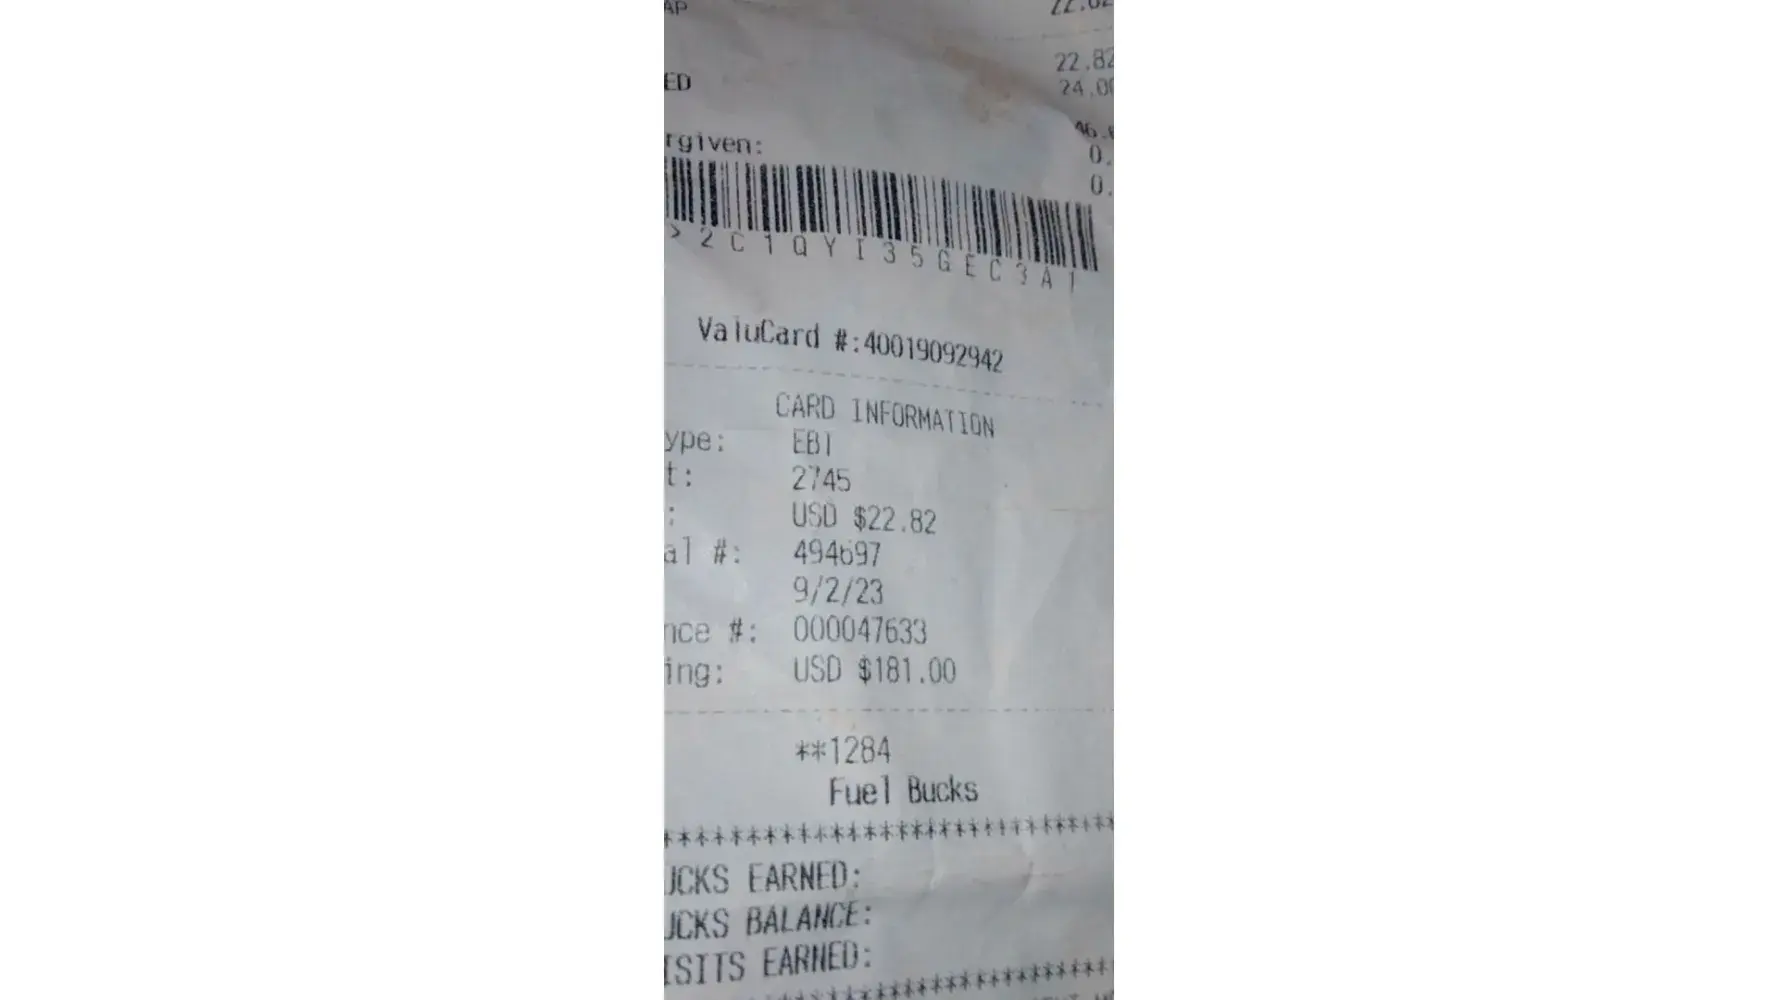 AP
22.82
22.82
ED 24.00
46.
rgiven: 0.
0.
>2C1QYI35GEC3A1
ValuCard #:40019092942
CARD INFORMATION
ype: EBT
t: 2745
: USD $22.82
al #: 494697
9/2/23
nce #: 000047633
ing: USD $181.00
**1284
Fuel Bucks
******************************
UCKS EARNED:
UCKS BALANCE:
ISITS EARNED:
**********************